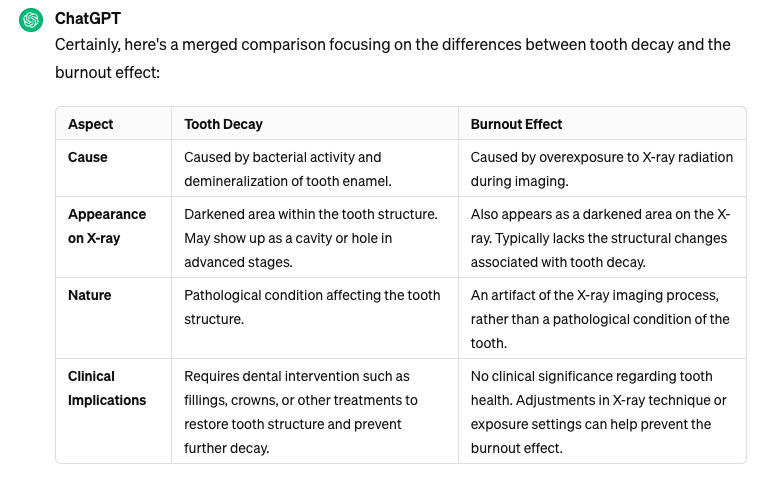 ChatGPT
Certainly, here's a merged comparison focusing on the differences between tooth decay and the
burnout effect:
Aspect
Tooth Decay
Burnout Effect
Cause
Caused by bacterial activity and
demineralization of tooth enamel.
Caused by overexposure to X-ray radiation
during imaging.
Appearance
on X-ray
Darkened area within the tooth structure.
May show up as a cavity or hole in
advanced stages.
Also appears as a darkened area on the X-
ray. Typically lacks the structural changes
associated with tooth decay.
Nature
Pathological condition affecting the tooth
structure.
An artifact of the X-ray imaging process,
rather than a pathological condition of the
tooth.
Clinical
Implications
Requires dental intervention such as
fillings, crowns, or other treatments to
restore tooth structure and prevent
further decay.
No clinical significance regarding tooth
health. Adjustments in X-ray technique or
exposure settings can help prevent the
burnout effect.